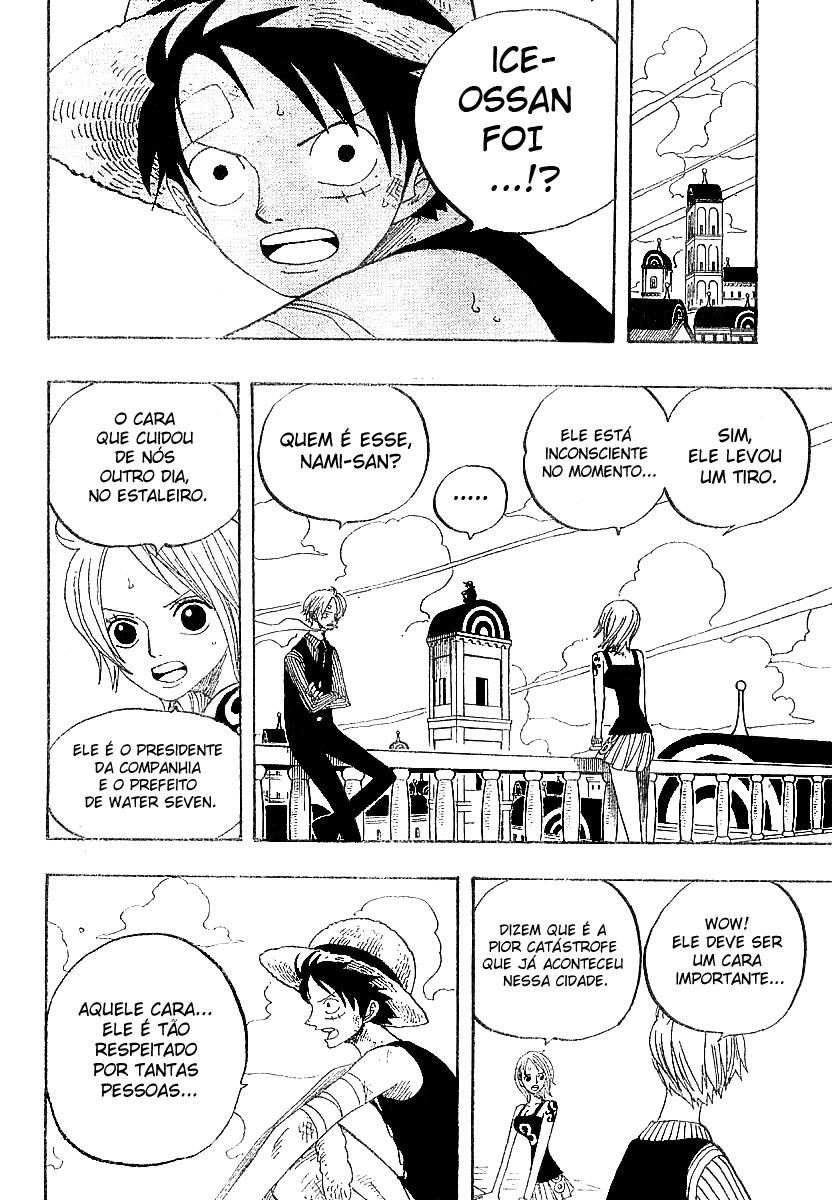 ICE-
OSSAN
FOI
...!?
SIM,
ELE LEVOU
UM TIRO.
ELE ESTÁ
INCONSCIENTE
NO MOMENTO...
.....
QUEM É ESSE,
NAMI-SAN?
O CARA
QUE CUIDOU
DE NÓS
OUTRO DIA,
NO ESTALEIRO.
ELE É O PRESIDENTE
DA COMPANHIA
E O PREFEITO
DE WATER SEVEN.
WOW!
ELE DEVE SER
UM CARA
IMPORTANTE...
DIZEM QUE É A
PIOR CATÁSTROFE
QUE JÁ ACONTECEU
NESSA CIDADE.
AQUELE CARA...
ELE É TÃO
RESPEITADO
POR TANTAS
PESSOAS...